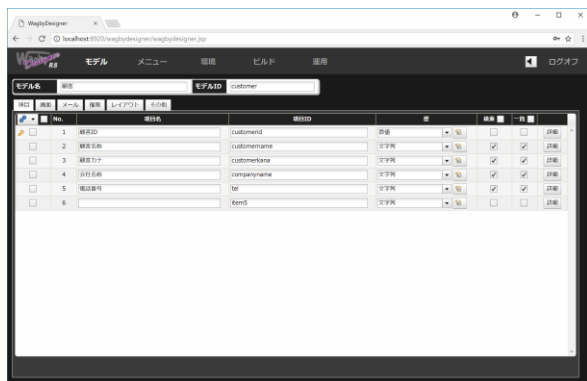 WagbyDesigner
localhost:8920/wagbydesigner/wagbydesigner.jsp
Wagby Designer R8 モデル メニュー 環境 ビルド 運用 ログオフ
モデル名 顧客 モデルID customer
項目 画面 メール 権限 レイアウト その他
No. 項目名 項目ID 型 検索 一覧 詳細
1 顧客ID customerid 数値 詳細
2 顧客名称 customername 文字列 詳細
3 顧客カナ customerkana 文字列 詳細
4 会社名称 companyname 文字列 詳細
5 電話番号 tel 文字列 詳細
6 item5 文字列 詳細